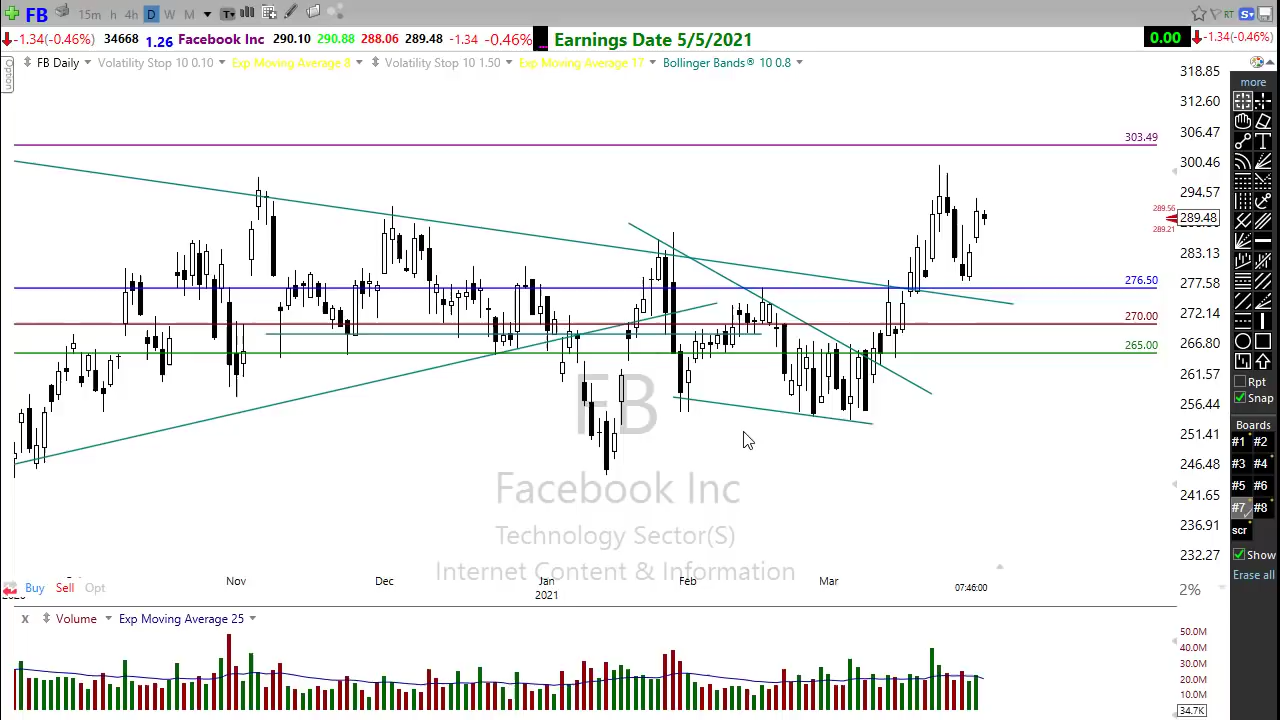 FB 15m h 4h D W M T
-1.34(-0.46%) 34668 1.26 Facebook Inc 290.10 290.88 288.06 289.48 -1.34 -0.46% ... Earnings Date 5/5/2021 0.00 -1.34(-0.46%)
RT S
Option
FB Daily Volatility Stop 10 0.10 Exp Moving Average 8 Volatility Stop 10 1.50 Exp Moving Average 17 Bollinger Bands® 10 0.8
more
318.85
312.60
306.47
303.49
300.46
294.57
289.56
289.48
289.21
283.13
276.50
277.58
270.00
272.14
265.00
266.80
261.57
256.44
251.41
246.48
241.65
236.91
232.27
FB
Facebook Inc
Technology Sector(S)
Internet Content & Information
Rpt
Snap
Boards
#1 #2
#3 #4
#5 #6
#7 #8
scr
Show
Erase all
Buy Sell Opt
Nov Dec Jan Feb Mar
2021
07:46:00
2%
x Volume Exp Moving Average 25
50.0M
40.0M
30.0M
20.0M
10.0M
34.7K